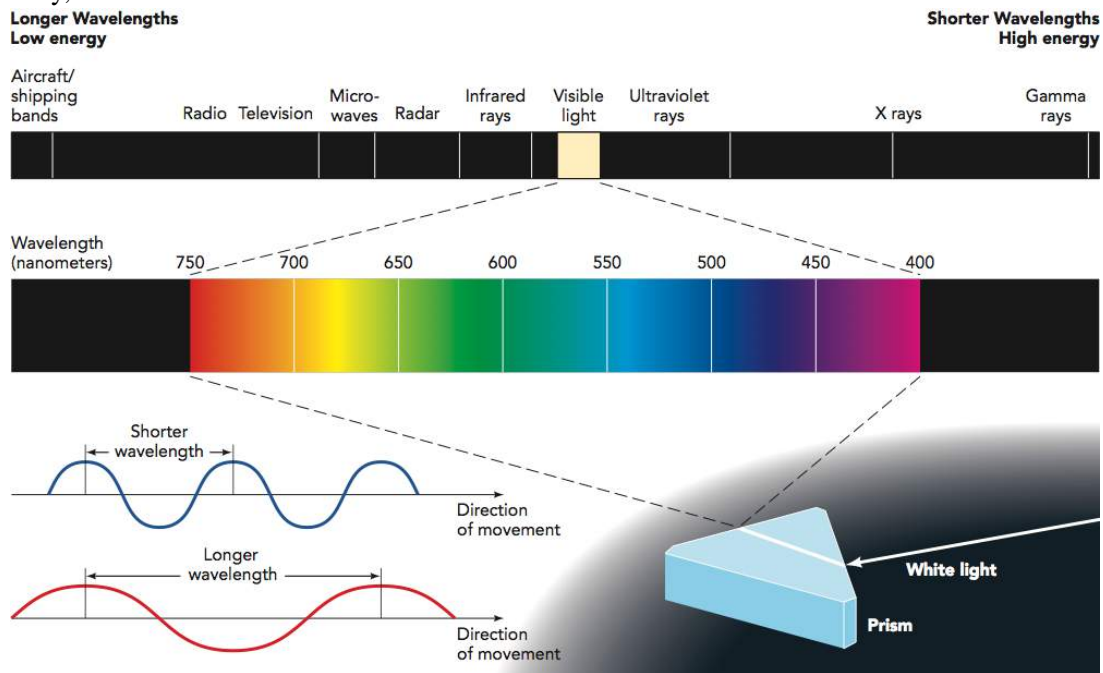 Longer Wavelengths
Low energy
Shorter Wavelengths
High energy
Aircraft/
shipping
bands
Radio
Television
Micro-
waves
Radar
Infrared
rays
Visible
light
Ultraviolet
rays
X rays
Gamma
rays
Wavelength
(nanometers)
750 700 650 600 550 500 450 400
Shorter
wavelength
Direction
of movement
Longer
wavelength
Direction
of movement
White light
Prism